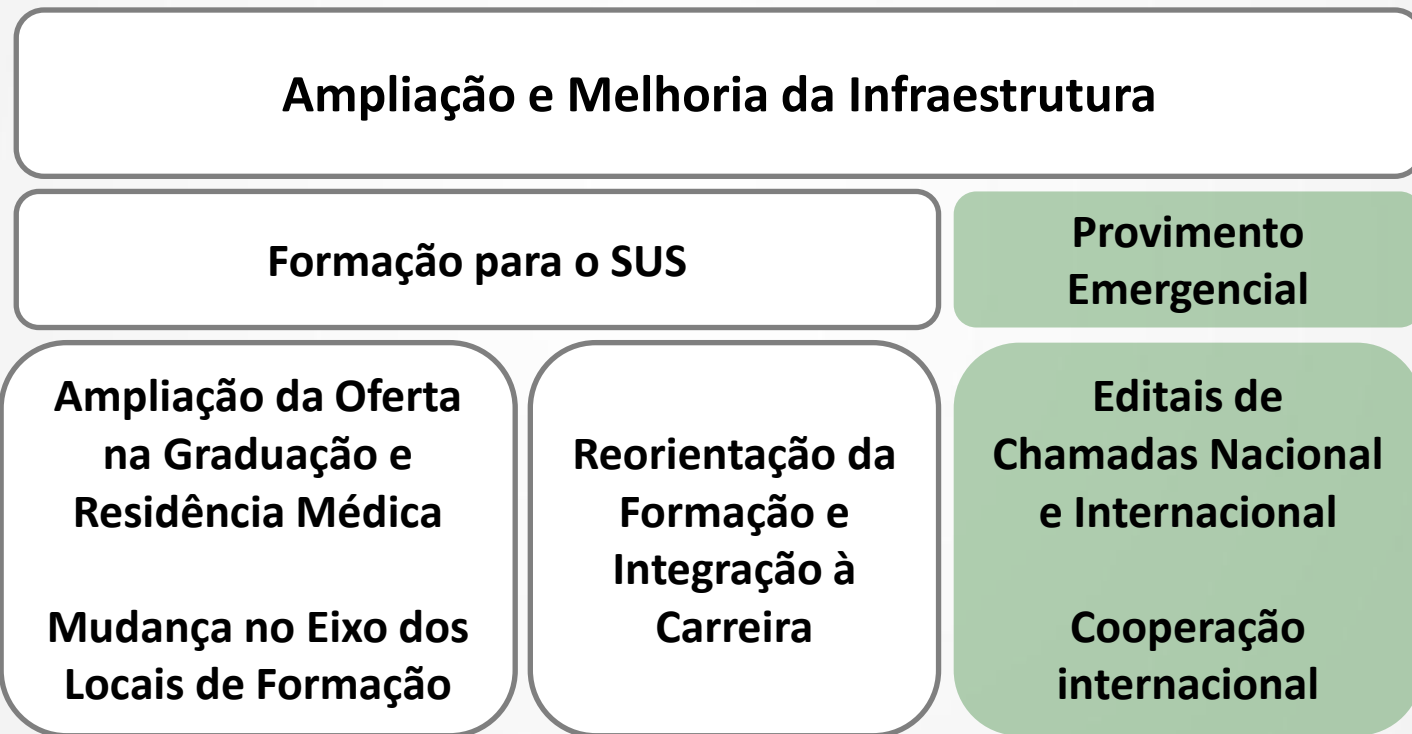 Ampliação e Melhoria da Infraestrutura
Formação para o SUS
Provimento
Emergencial
Ampliação da Oferta
na Graduação e
Residência Médica
Mudança no Eixo dos
Locais de Formação
Reorientação da
Formação e
Integração à
Carreira
Editais de
Chamadas Nacional
e Internacional
Cooperação
internacional